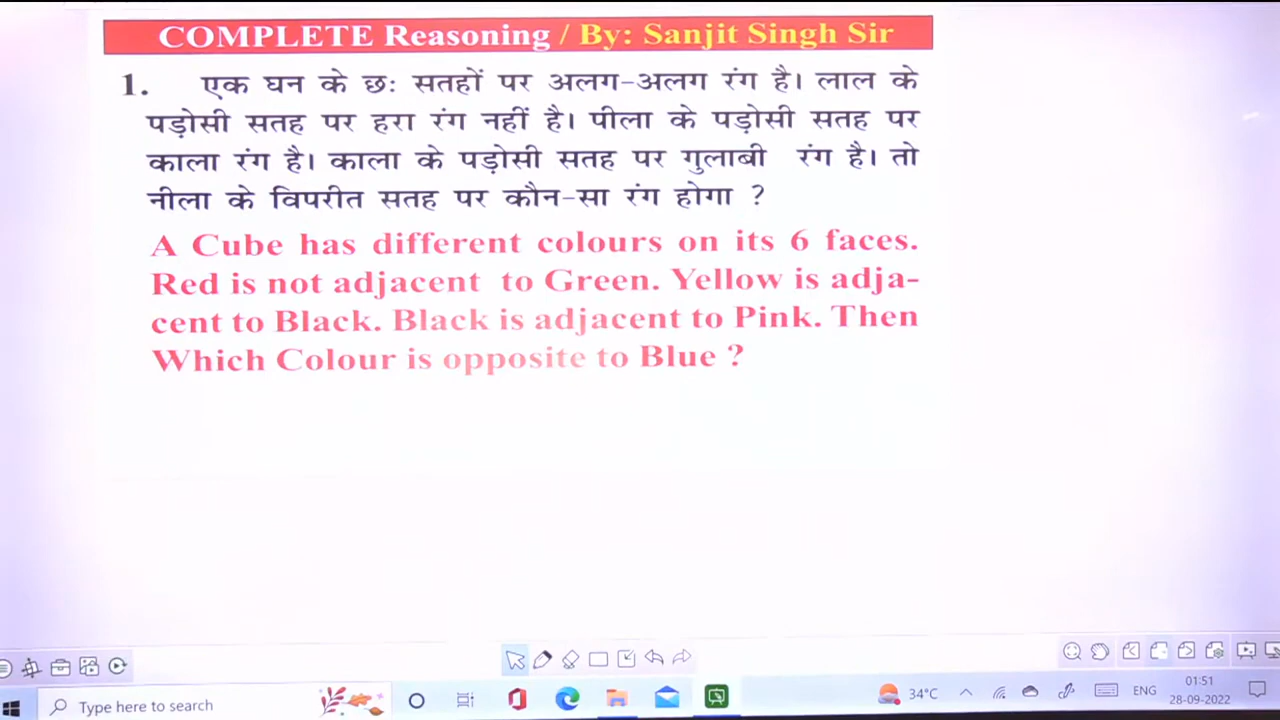 COMPLETE Reasoning / By: Sanjit Singh Sir
1. एक घन के छः सतहों पर अलग-अलग रंग है। लाल के
पड़ोसी सतह पर हरा रंग नहीं है। पीला के पड़ोसी सतह पर
काला रंग है। काला के पड़ोसी सतह पर गुलाबी रंग है। तो
नीला के विपरीत सतह पर कौन-सा रंग होगा ?
A Cube has different colours on its 6 faces.
Red is not adjacent to Green. Yellow is adja-
cent to Black. Black is adjacent to Pink. Then
Which Colour is opposite to Blue ?
Type here to search
34°C
ENG
01:51
28-09-2022